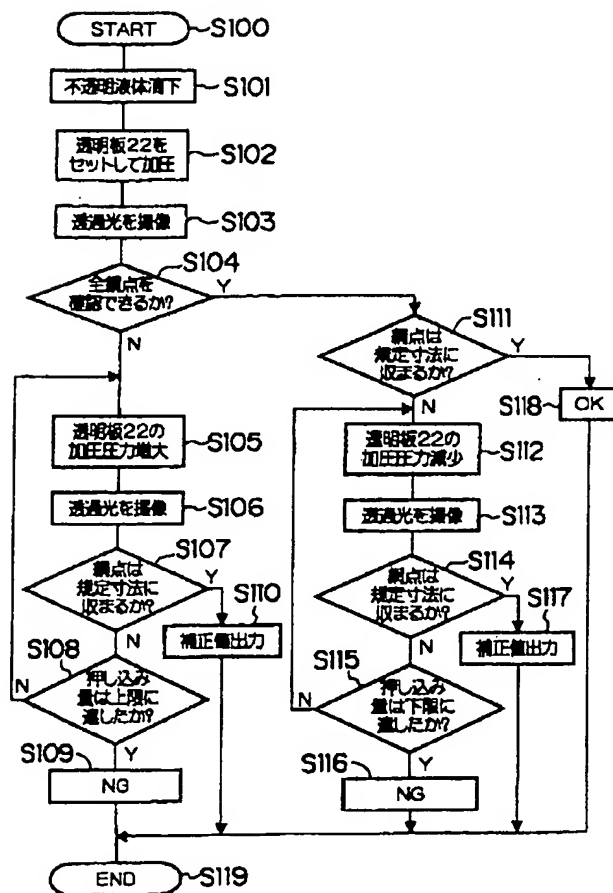 START
S100
不透明液体滴下
S101
透明板22を
セットして加圧
S102
透過光を撮像
S103
全網点を
確認できるか?
S104
Y
N
透明板22の
加圧圧力増大
S105
透過光を撮像
S106
網点は
規定寸法に
収まるか?
S107
Y
N
補正値出力
S110
押し込み
量は上限に
達したか?
S108
N
Y
NG
S109
網点は
規定寸法に
収まるか?
S111
Y
N
OK
S118
透明板22の
加圧圧力減少
S112
透過光を撮像
S113
網点は
規定寸法に
収まるか?
S114
Y
N
補正値出力
S117
押し込み
量は下限に
達したか?
S115
N
Y
NG
S116
END
S119